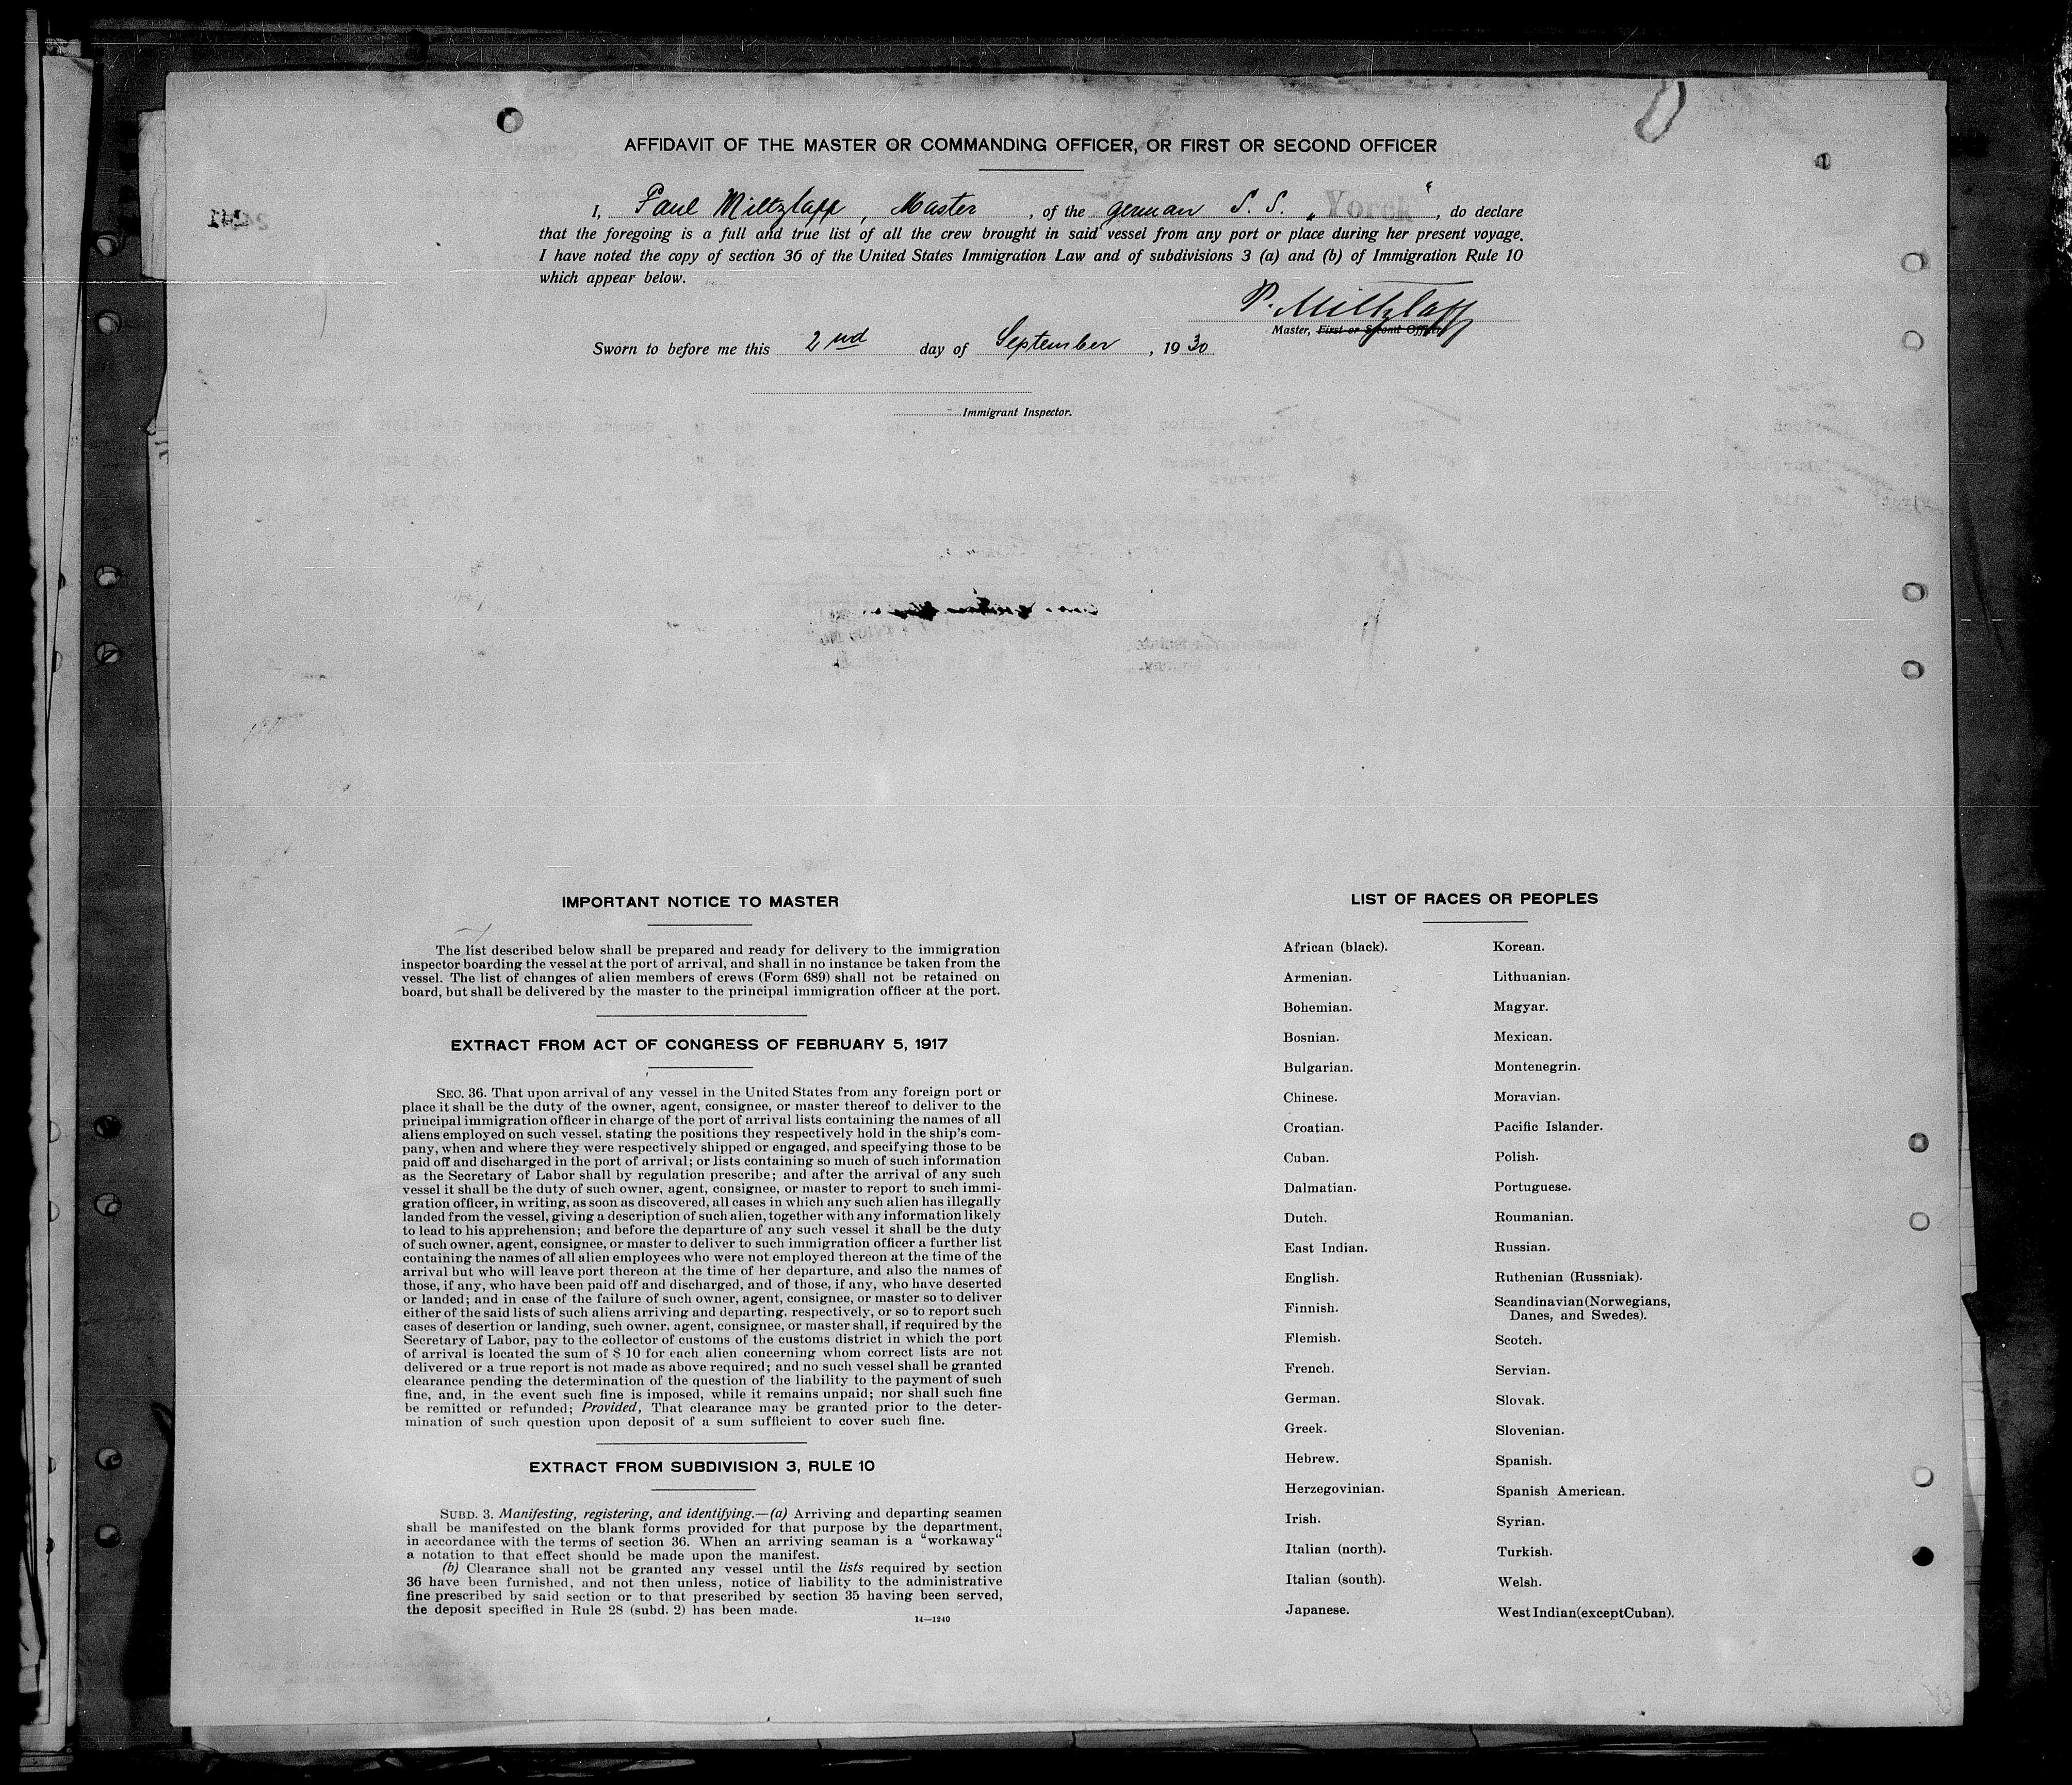 AFFIDAVIT OF THE MASTER OR COMMANDING OFFICER, OR FIRST OR SECOND OFFICER
I, Paul Miltzlaff, Master, of the german S. S. „Yorck“, do declare
that the foregoing is a full and true list of all the crew brought in said vessel from any port or place during her present voyage.
I have noted the copy of section 36 of the United States Immigration Law and of subdivisions 3 (a) and (b) of Immigration Rule 10
which appear below.
P. Miltzlaff
Master, First or Second Officer
Sworn to before me this 2nd day of September, 1930
Immigrant Inspector.
IMPORTANT NOTICE TO MASTER
The list described below shall be prepared and ready for delivery to the immigration
inspector boarding the vessel at the port of arrival, and shall in no instance be taken from the
vessel. The list of changes of alien members of crews (Form 689) shall not be retained on
board, but shall be delivered by the master to the principal immigration officer at the port.
EXTRACT FROM ACT OF CONGRESS OF FEBRUARY 5, 1917
SEC. 36. That upon arrival of any vessel in the United States from any foreign port or
place it shall be the duty of the owner, agent, consignee, or master thereof to deliver to the
principal immigration officer in charge of the port of arrival lists containing the names of all
aliens employed on such vessel, stating the positions they respectively hold in the ship's com-
pany, when and where they were respectively shipped or engaged, and specifying those to be
paid off and discharged in the port of arrival; or lists containing so much of such information
as the Secretary of Labor shall by regulation prescribe; and after the arrival of any such
vessel it shall be the duty of such owner, agent, consignee, or master to report to such immi-
gration officer, in writing, as soon as discovered, all cases in which any such alien has illegally
landed from the vessel, giving a description of such alien, together with any information likely
to lead to his apprehension; and before the departure of any such vessel it shall be the duty
of such owner, agent, consignee, or master to deliver to such immigration officer a further list
containing the names of all alien employees who were not employed thereon at the time of the
arrival but who will leave port thereon at the time of her departure, and also the names of
those, if any, who have been paid off and discharged, and of those, if any, who have deserted
or landed; and in case of the failure of such owner, agent, consignee, or master so to deliver
either of the said lists of such aliens arriving and departing, respectively, or so to report such
cases of desertion or landing, such owner, agent, consignee, or master shall, if required by the
Secretary of Labor, pay to the collector of customs of the customs district in which the port
of arrival is located the sum of $ 10 for each alien concerning whom correct lists are not
delivered or a true report is not made as above required; and no such vessel shall be granted
clearance pending the determination of the question of the liability to the payment of such
fine, and, in the event such fine is imposed, while it remains unpaid; nor shall such fine
be remitted or refunded; Provided, That clearance may be granted prior to the deter-
mination of such question upon deposit of a sum sufficient to cover such fine.
EXTRACT FROM SUBDIVISION 3, RULE 10
SUBD. 3. Manifesting, registering, and identifying.—(a) Arriving and departing seamen
shall be manifested on the blank forms provided for that purpose by the department,
in accordance with the terms of section 36. When an arriving seaman is a “workaway“
a notation to that effect should be made upon the manifest.
(b) Clearance shall not be granted any vessel until the lists required by section
36 have been furnished, and not then unless, notice of liability to the administrative
fine prescribed by said section or to that prescribed by section 35 having been served,
the deposit specified in Rule 28 (subd. 2) has been made.
14—1240
LIST OF RACES OR PEOPLES
African (black).
Armenian.
Bohemian.
Bosnian.
Bulgarian.
Chinese.
Croatian.
Cuban.
Dalmatian.
Dutch.
East Indian.
English.
Finnish.
Flemish.
French.
German.
Greek.
Hebrew.
Herzegovinian.
Irish.
Italian (north).
Italian (south).
Japanese.
Korean.
Lithuanian.
Magyar.
Mexican.
Montenegrin.
Moravian.
Pacific Islander.
Polish.
Portuguese.
Roumanian.
Russian.
Ruthenian (Russniak).
Scandinavian(Norwegians,
Danes, and Swedes).
Scotch.
Servian.
Slovak.
Slovenian.
Spanish.
Spanish American.
Syrian.
Turkish.
Welsh.
West Indian(except Cuban).